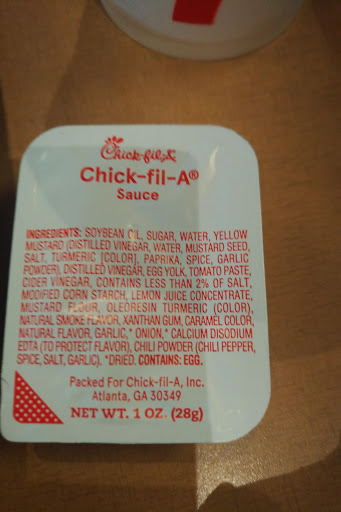 Chick-fil-A
Chick-fil-A®
Sauce
INGREDIENTS: SOYBEAN OIL, SUGAR, WATER, YELLOW
MUSTARD (DISTILLED VINEGAR, WATER, MUSTARD SEED,
SALT, TURMERIC [COLOR], PAPRIKA, SPICE, GARLIC
POWDER), DISTILLED VINEGAR, EGG YOLK, TOMATO PASTE,
CIDER VINEGAR, CONTAINS LESS THAN 2% OF SALT,
MODIFIED CORN STARCH, LEMON JUICE CONCENTRATE,
MUSTARD FLOUR, OLEORESIN TURMERIC (COLOR),
NATURAL SMOKE FLAVOR, XANTHAN GUM, CARAMEL COLOR,
NATURAL FLAVOR, GARLIC,* ONION,* CALCIUM DISODIUM
EDTA (TO PROTECT FLAVOR), CHILI POWDER (CHILI PEPPER,
SPICE, SALT, GARLIC). *DRIED. CONTAINS: EGG.
Packed For Chick-fil-A, Inc.
Atlanta, GA 30349
NET WT. 1 OZ. (28g)